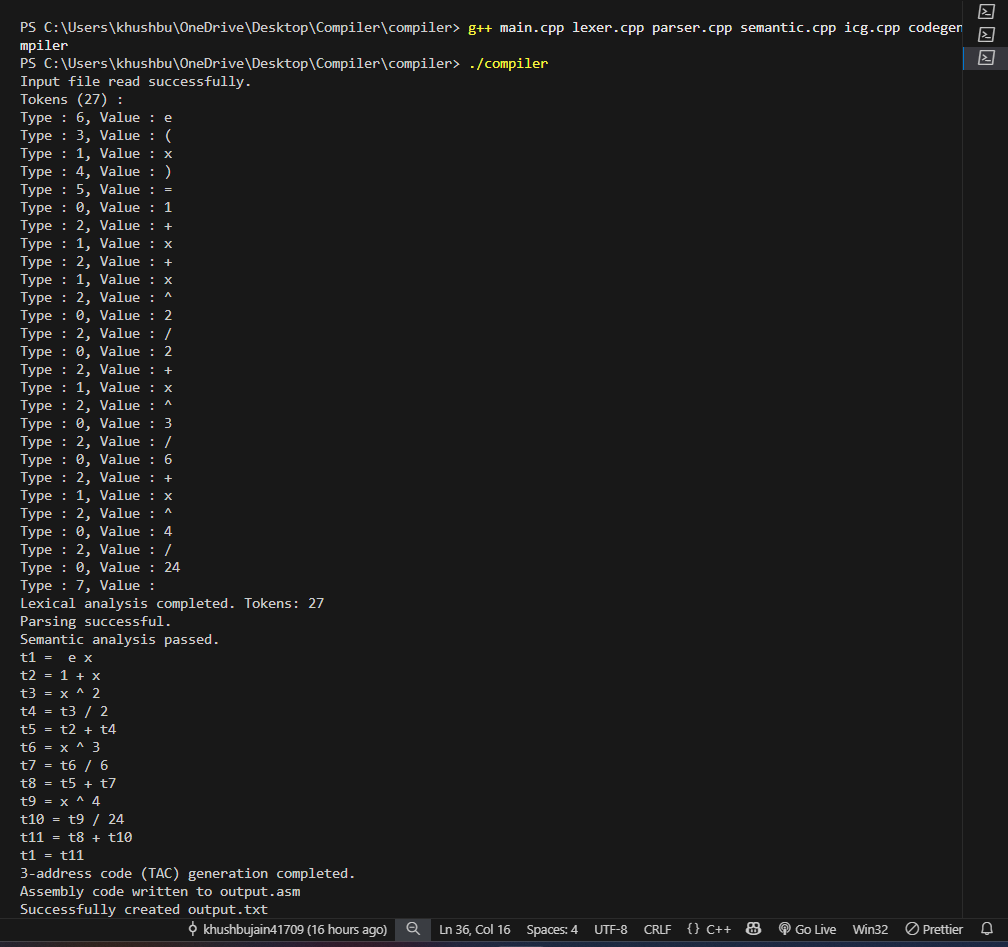 PS C:\Users\khushbu\OneDrive\Desktop\Compiler\compiler> g++ main.cpp lexer.cpp parser.cpp semantic.cpp icg.cpp codegen
mpiler
PS C:\Users\khushbu\OneDrive\Desktop\Compiler\compiler> ./compiler
Input file read successfully.
Tokens (27) :
Type : 6, Value : e
Type : 3, Value : (
Type : 1, Value : x
Type : 4, Value : )
Type : 5, Value : =
Type : 0, Value : 1
Type : 2, Value : +
Type : 1, Value : x
Type : 2, Value : +
Type : 1, Value : x
Type : 2, Value : ^
Type : 0, Value : 2
Type : 2, Value : /
Type : 0, Value : 2
Type : 2, Value : +
Type : 1, Value : x
Type : 2, Value : ^
Type : 0, Value : 3
Type : 2, Value : /
Type : 0, Value : 6
Type : 2, Value : +
Type : 1, Value : x
Type : 2, Value : ^
Type : 0, Value : 4
Type : 2, Value : /
Type : 0, Value : 24
Type : 7, Value :
Lexical analysis completed. Tokens: 27
Parsing successful.
Semantic analysis passed.
t1 =  e x
t2 = 1 + x
t3 = x ^ 2
t4 = t3 / 2
t5 = t2 + t4
t6 = x ^ 3
t7 = t6 / 6
t8 = t5 + t7
t9 = x ^ 4
t10 = t9 / 24
t11 = t8 + t10
t1 = t11
3-address code (TAC) generation completed.
Assembly code written to output.asm
Successfully created output.txt
khushbujain41709 (16 hours ago) Ln 36, Col 16 Spaces: 4 UTF-8 CRLF {} C++ Go Live Win32 Prettier